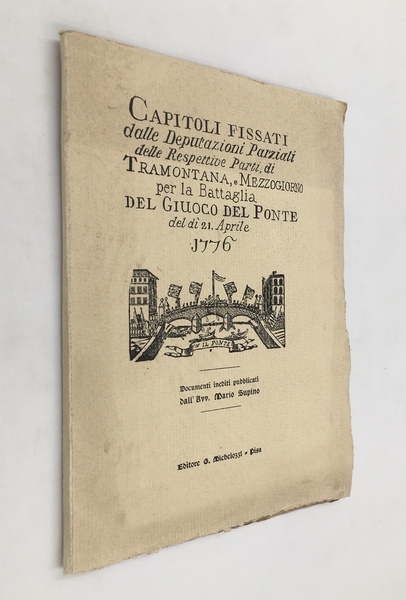 CAPITOLI FISSATI
dalle Deputazioni Parziali
delle Respettive Parti, di
TRAMONTANA, e MEZZOGIORNO
per la Battaglia
DEL GIUOCO DEL PONTE
del dì 21. Aprile
1776
IL PONTE
Documenti inediti pubblicati
dall' Avv. Mario Supino
Editore G. Michelozzi - Pisa